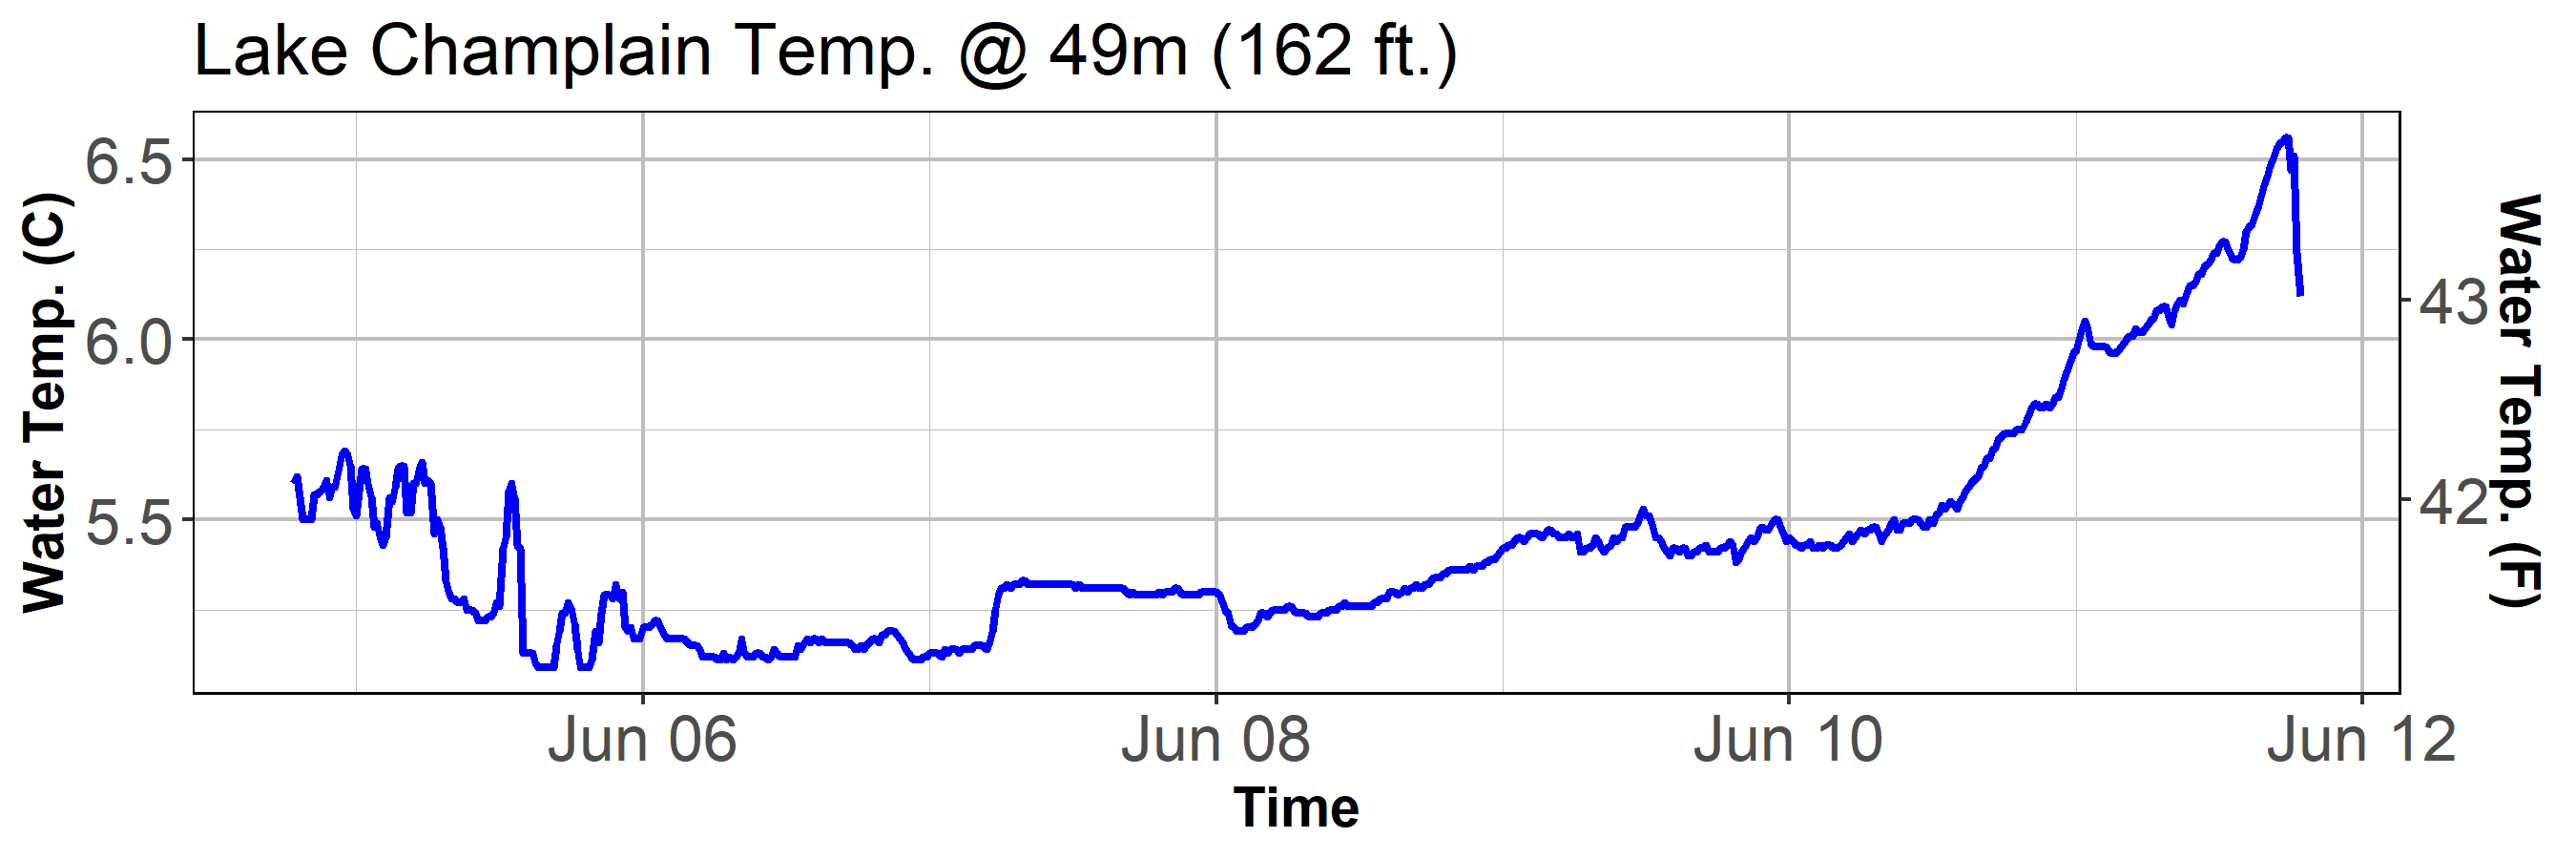 Lake Champlain Temp. @ 49m (162 ft.)
Water Temp. (C)
6.5
6.0
5.5
43
42
Water Temp. (F)
Jun 06 Jun 08 Jun 10 Jun 12
Time